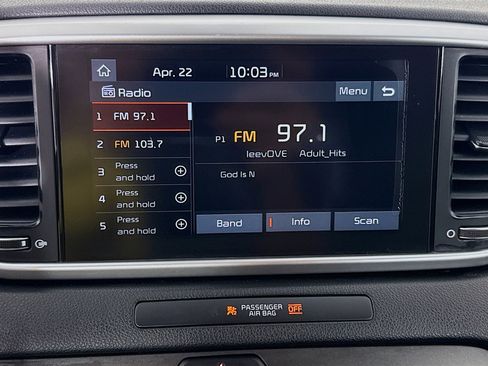 Apr. 22 10:03 PM
Radio Menu
1 FM 97.1
2 FM 103.7
3 Press and hold
4 Press and hold
5 Press and hold
P1 FM 97.1
leevOVE Adult_Hits
God Is N
Band Info Scan
PASSENGER AIR BAG OFF